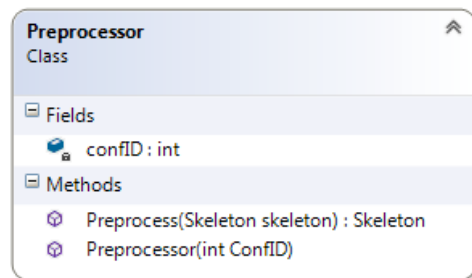 Preprocessor
Class
Fields
confID : int
Methods
Preprocess(Skeleton skeleton) : Skeleton
Preprocessor(int ConfID)